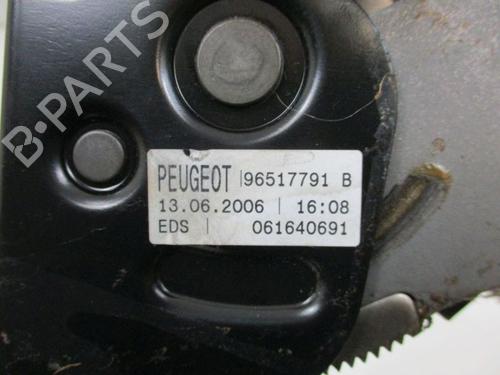 B-PARTS
PEUGEOT |96517791 B
13.06.2006 | 16:08
EDS | 061640691